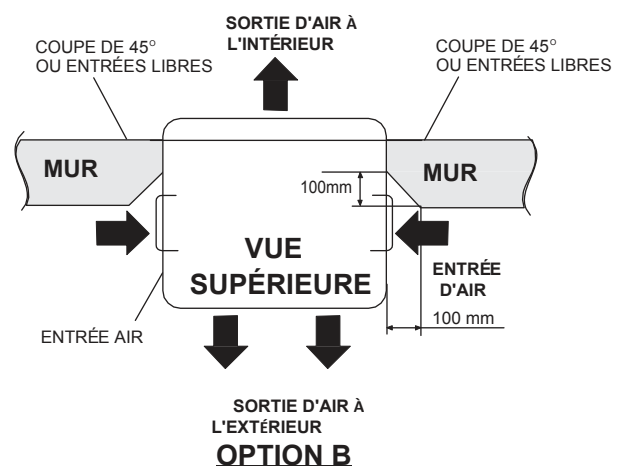 SORTIE D'AIR À
L'INTÉRIEUR
COUPE DE 45°
OU ENTRÉES LIBRES
COUPE DE 45°
OU ENTRÉES LIBRES
MUR
MUR
100mm
VUE
SUPÉRIEURE
ENTRÉE
D'AIR
100 mm
ENTRÉE AIR
SORTIE D'AIR À
L'EXTÉRIEUR
OPTION B